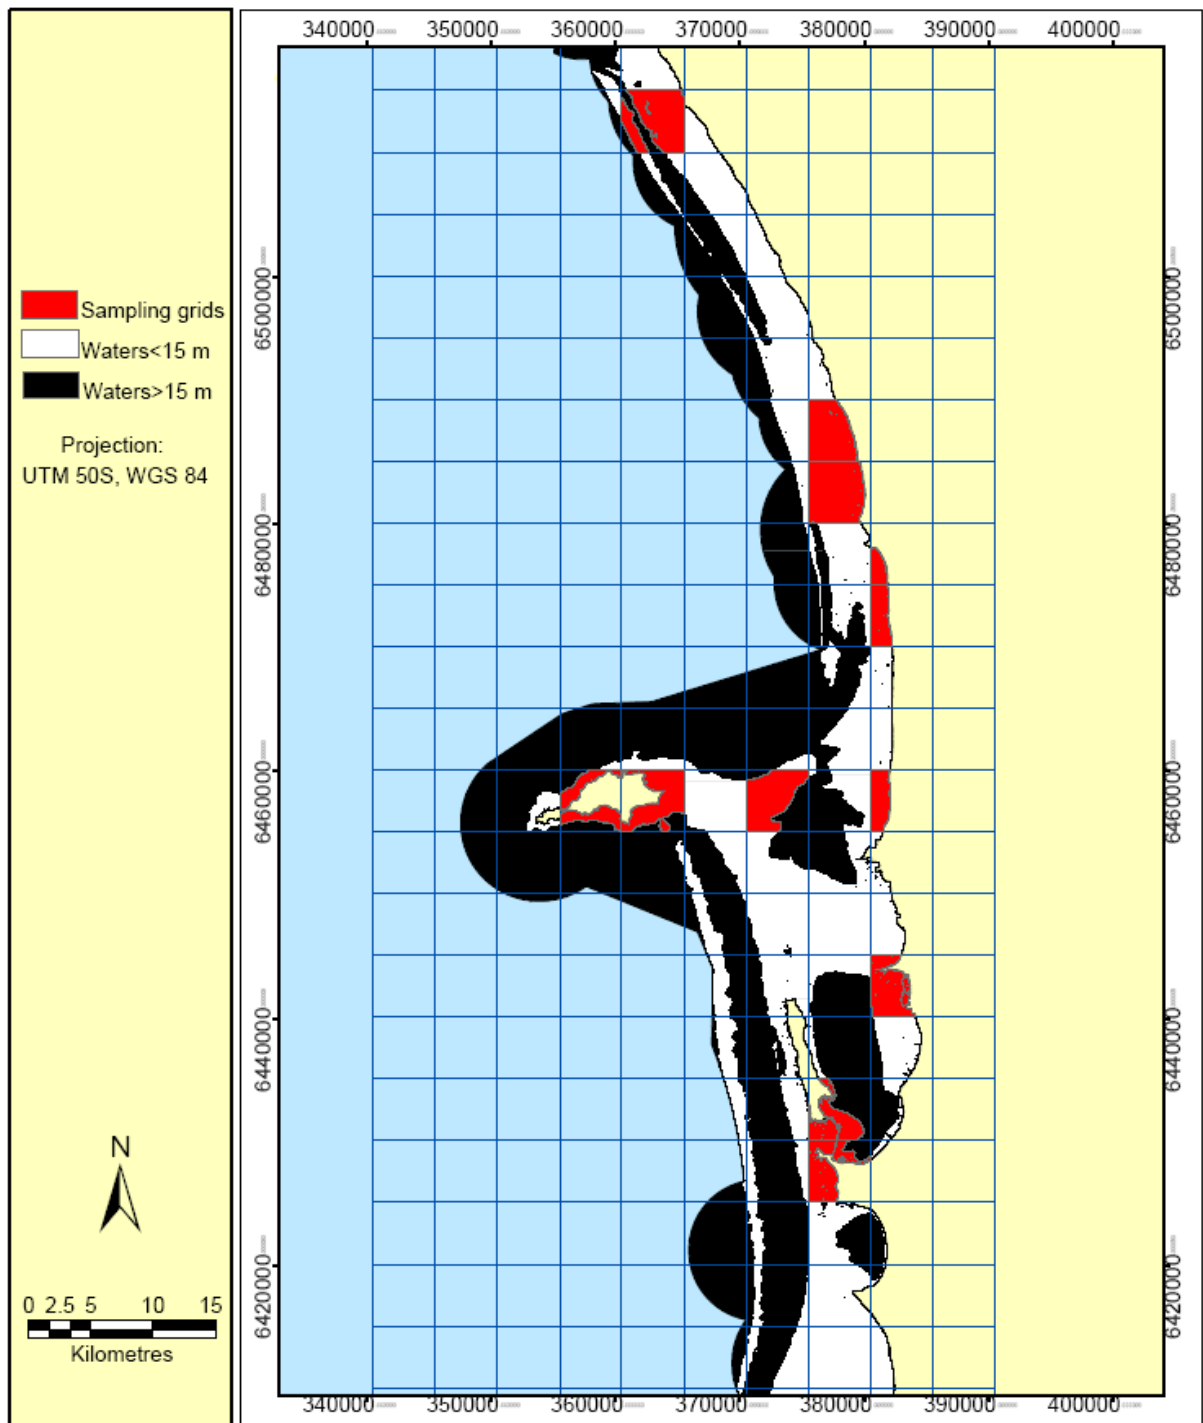 340000 350000 360000 370000 380000 390000 400000
6500000 6500000
Sampling grids
Waters<15 m
Waters>15 m
Projection:
UTM 50S, WGS 84
6480000 6480000
6460000 6460000
6440000 6440000
N
6420000 6420000
0 2.5 5 10 15
Kilometres
340000 350000 360000 370000 380000 390000 400000